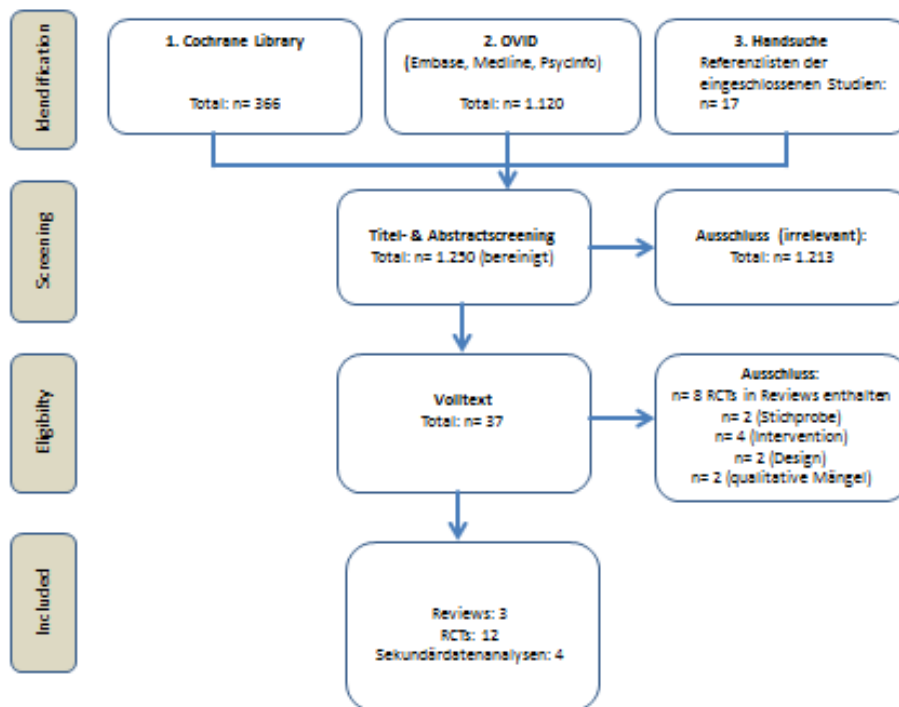 Idendification
1. Cochrane Library
Total: n= 366
2. OVID
(Embase, Medline, PsycInfo)
Total: n= 1.120
3. Handsuche
Referenzlisten der
eingeschlossenen Studien:
n= 17
Screening
Titel- & Abstractscreening
Total: n= 1.250 (bereinigt)
Ausschluss (irrelevant):
Total: n= 1.213
Eligibilty
Volltext
Total: n= 37
Ausschluss:
n= 8 RCTs in Reviews enthalten
n= 2 (Stichprobe)
n= 4 (Intervention)
n= 2 (Design)
n= 2 (qualitative Mängel)
Included
Reviews: 3
RCTs: 12
Sekundärdatenanalysen: 4